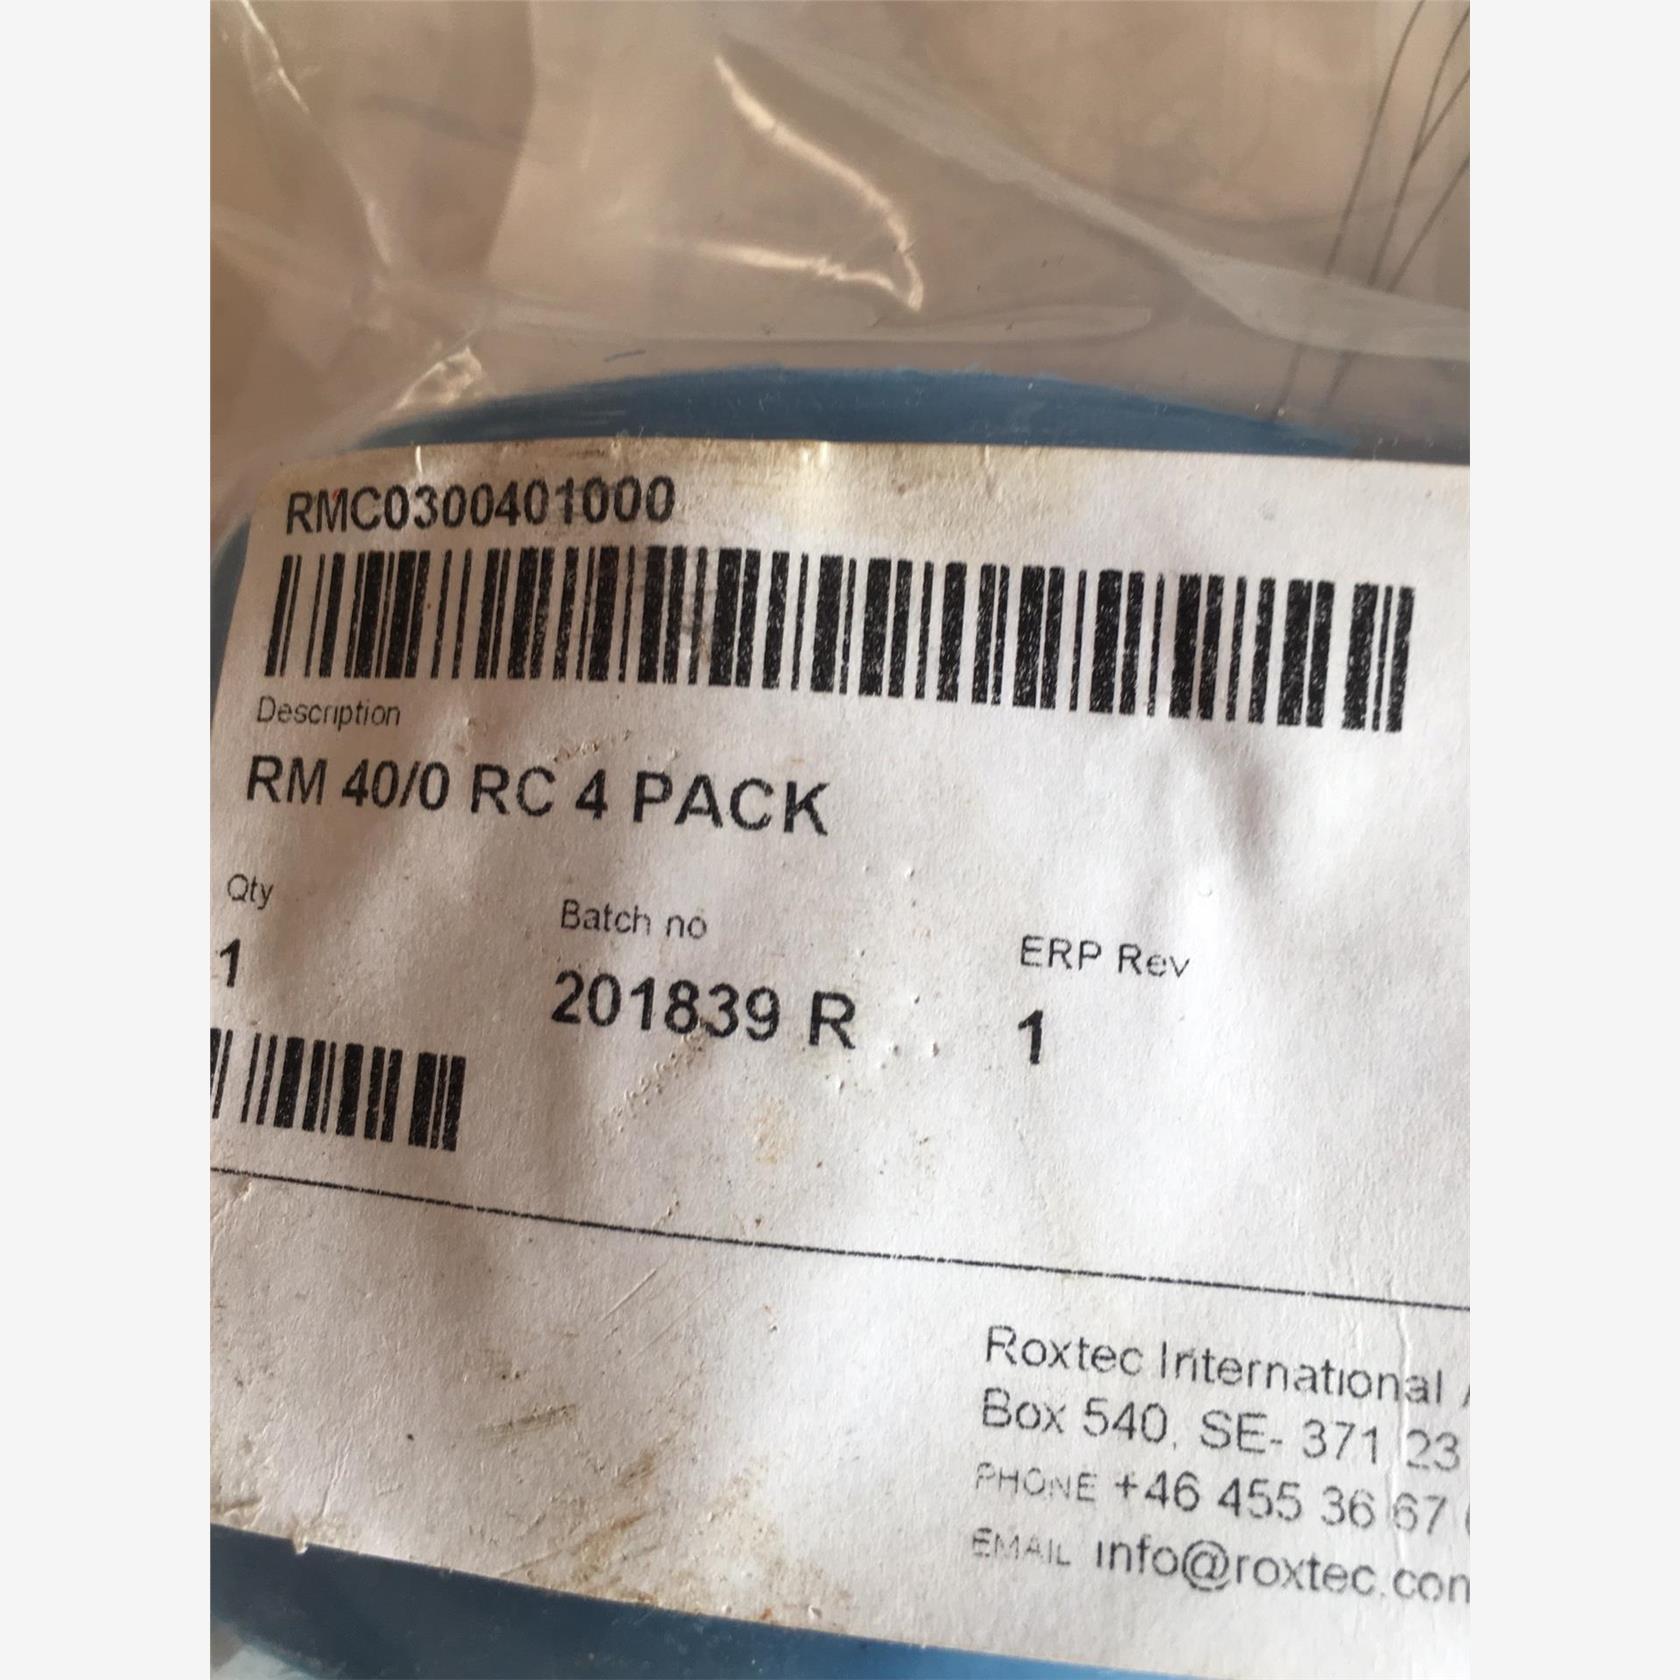 RMC0300401000
Description
RM 40/0 RC 4 PACK
Qty
Batch no
ERP Rev
1
201839 R
1
Roxtec International
Box 540, SE- 371 23
PHONE +46 455 36 67
EMAIL info@roxtec.com